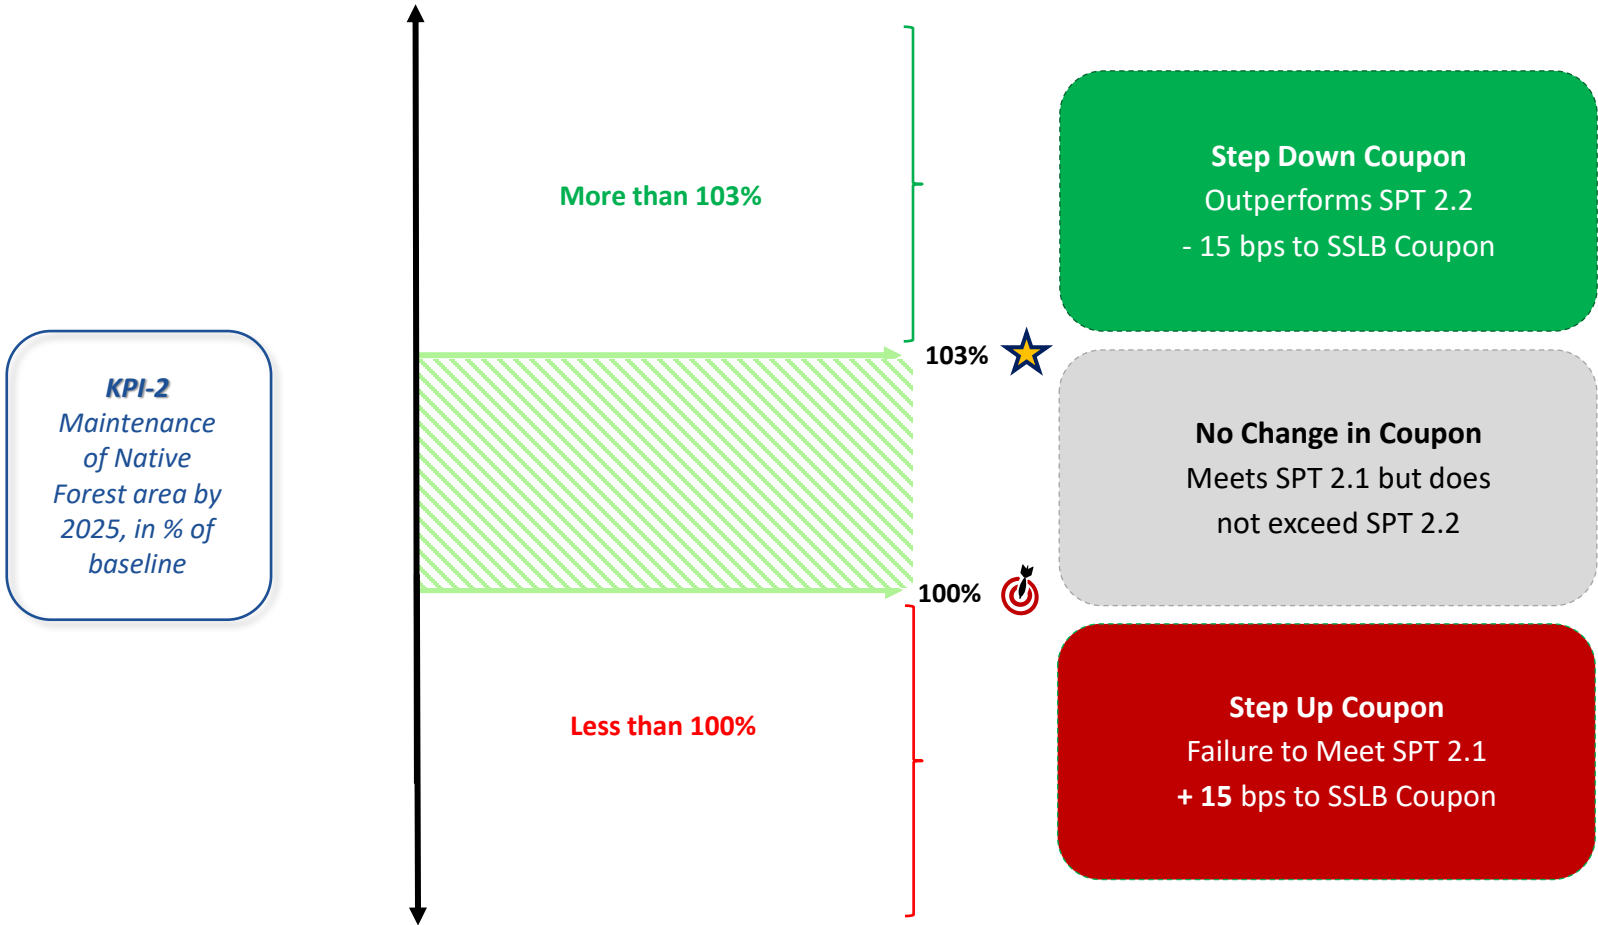 KPI-2
Maintenance
of Native
Forest area by
2025, in % of
baseline
More than 103%
103%
100%
Less than 100%
Step Down Coupon
Outperforms SPT 2.2
- 15 bps to SSLB Coupon
No Change in Coupon
Meets SPT 2.1 but does
not exceed SPT 2.2
Step Up Coupon
Failure to Meet SPT 2.1
+ 15 bps to SSLB Coupon